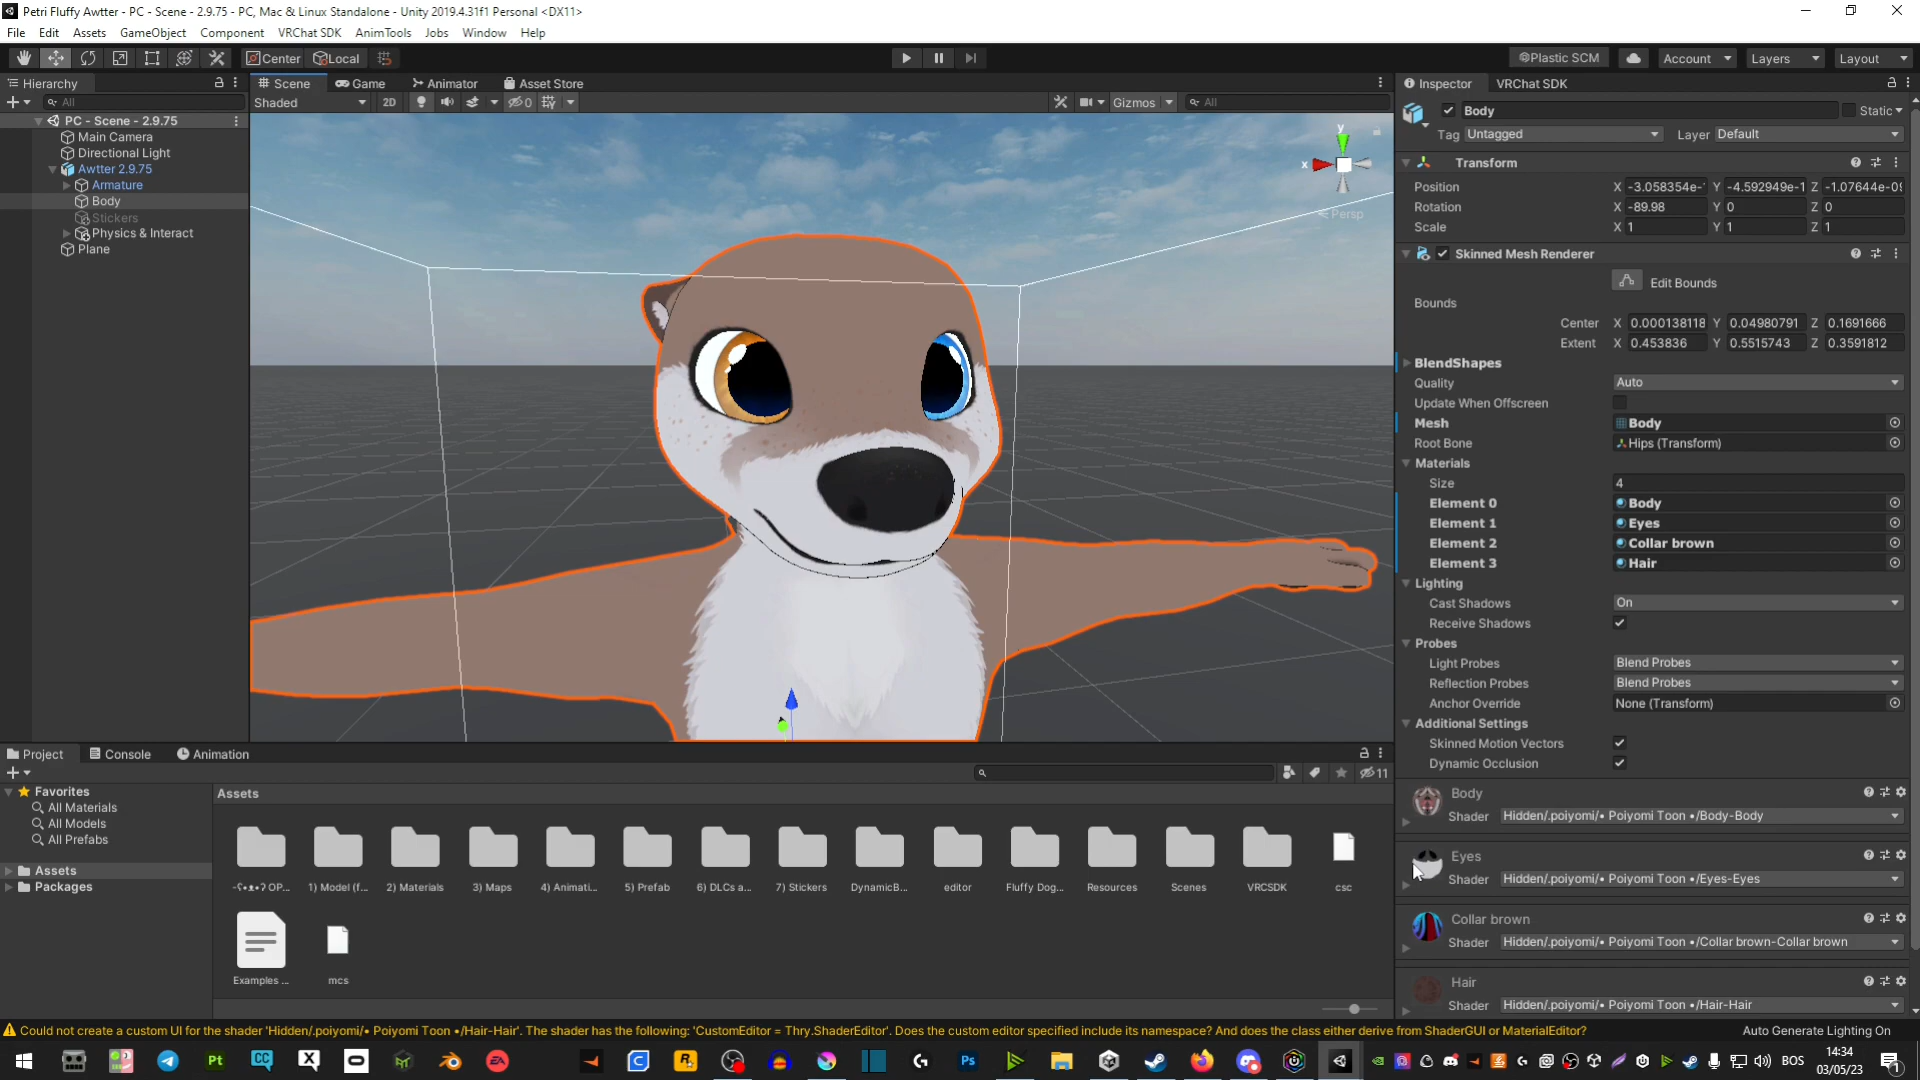 Petri Fluffy Awtter - PC - Scene - 2.9.75 - PC, Mac & Linux Standalone - Unity 2019.4.31f1 Personal <DX11>
File Edit Assets GameObject Component VRChat SDK AnimTools Jobs Window Help
Center Local Plastic SCM Account Layers Layout
Hierarchy
All
PC - Scene - 2.9.75
Main Camera
Directional Light
Awtter 2.9.75
Armature
Body
Stickers
Physics & Interact
Plane
Scene Game Animator Asset Store
Shaded 2D 0 Gizmos All
y
x
Persp
Inspector VRChat SDK
Body Static
Tag Untagged Layer Default
Transform
Position X -3.058354e- Y -4.592949e-1 Z -1.07644e-09
Rotation X -89.98 Y 0 Z 0
Scale X 1 Y 1 Z 1
Skinned Mesh Renderer
Edit Bounds
Bounds
Center X 0.000138118 Y 0.04980791 Z 0.1691666
Extent X 0.453836 Y 0.5515743 Z 0.3591812
BlendShapes
Quality Auto
Update When Offscreen
Mesh Body
Root Bone Hips (Transform)
Materials
Size 4
Element 0 Body
Element 1 Eyes
Element 2 Collar brown
Element 3 Hair
Lighting
Cast Shadows On
Receive Shadows
Probes
Light Probes Blend Probes
Reflection Probes Blend Probes
Anchor Override None (Transform)
Additional Settings
Skinned Motion Vectors
Dynamic Occlusion
Body
Shader Hidden/.poiyomi/• Poiyomi Toon •/Body-Body
Eyes
Shader Hidden/.poiyomi/• Poiyomi Toon •/Eyes-Eyes
Collar brown
Shader Hidden/.poiyomi/• Poiyomi Toon •/Collar brown-Collar brown
Hair
Shader Hidden/.poiyomi/• Poiyomi Toon •/Hair-Hair
Project Console Animation
11
Favorites
All Materials
All Models
All Prefabs
Assets
Packages
Assets
OP... 1) Model (f... 2) Materials 3) Maps 4) Animati... 5) Prefab 6) DLCs a... 7) Stickers DynamicB... editor Fluffy Dog... Resources Scenes VRCSDK csc
Examples ... mcs
Could not create a custom UI for the shader 'Hidden/.poiyomi/• Poiyomi Toon •/Hair-Hair'. The shader has the following: 'CustomEditor = Thry.ShaderEditor'. Does the custom editor specified include its namespace? And does the class either derive from ShaderGUI or MaterialEditor?
Auto Generate Lighting On
Pt CC X EA R Ps
BOS
14:34
03/05/23
1